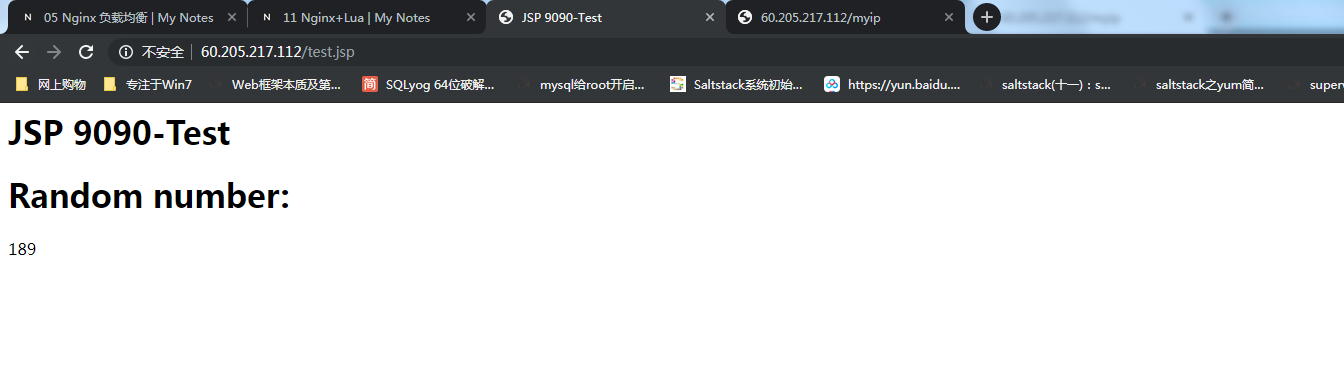 05 Nginx 负载均衡 | My Notes
11 Nginx+Lua | My Notes
JSP 9090-Test
60.205.217.112/myip
不安全 | 60.205.217.112/test.jsp
网上购物
专注于Win7
Web框架本质及第...
简 SQLyog 64位破解...
mysql给root开启...
Saltstack系统初始...
https://yun.baidu....
saltstack(十一)：s...
saltstack之yum简...
superv
JSP 9090-Test
Random number:
189